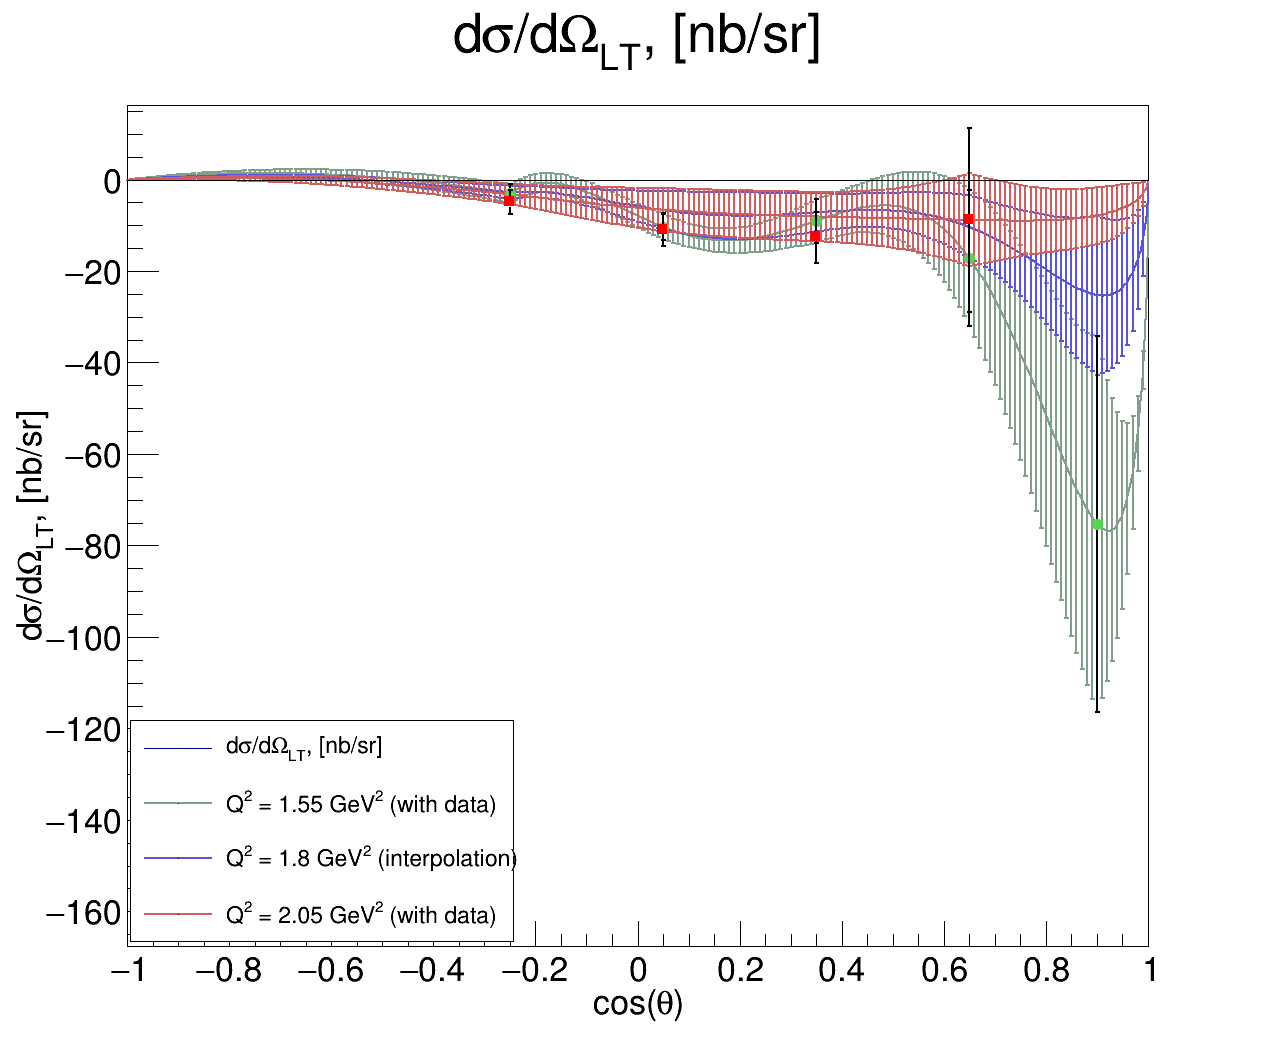 dσ/dΩLT, [nb/sr]
dσ/dΩLT, [nb/sr]
0
−20
−40
−60
−80
−100
−120
−140
−160
dσ/dΩLT, [nb/sr]
Q2 = 1.55 GeV2 (with data)
Q2 = 1.8 GeV2 (interpolation)
Q2 = 2.05 GeV2 (with data)
−1 −0.8 −0.6 −0.4 −0.2 0 0.2 0.4 0.6 0.8 1
cos(θ)